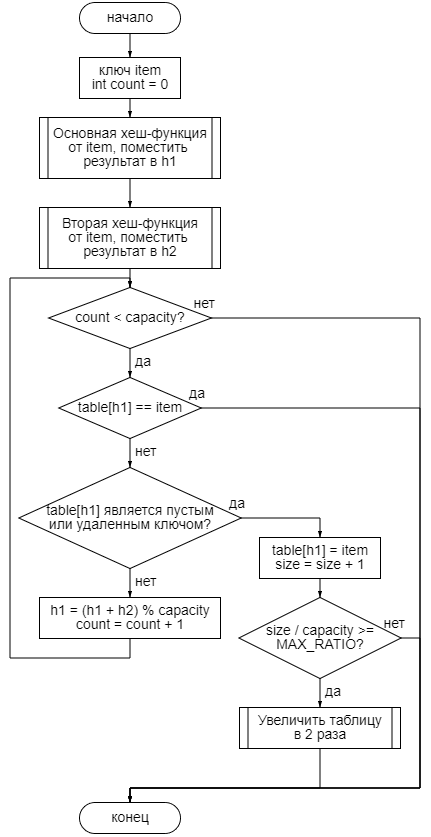 начало
ключ item
int count = 0
Основная хеш-функция
от item, поместить
результат в h1
Вторая хеш-функция
от item, поместить
результат в h2
count < capacity?
нет
да
table[h1] == item
да
нет
table[h1] является пустым
или удаленным ключом?
да
нет
table[h1] = item
size = size + 1
h1 = (h1 + h2) % capacity
count = count + 1
size / capacity >=
MAX_RATIO?
нет
да
Увеличить таблицу
в 2 раза
конец